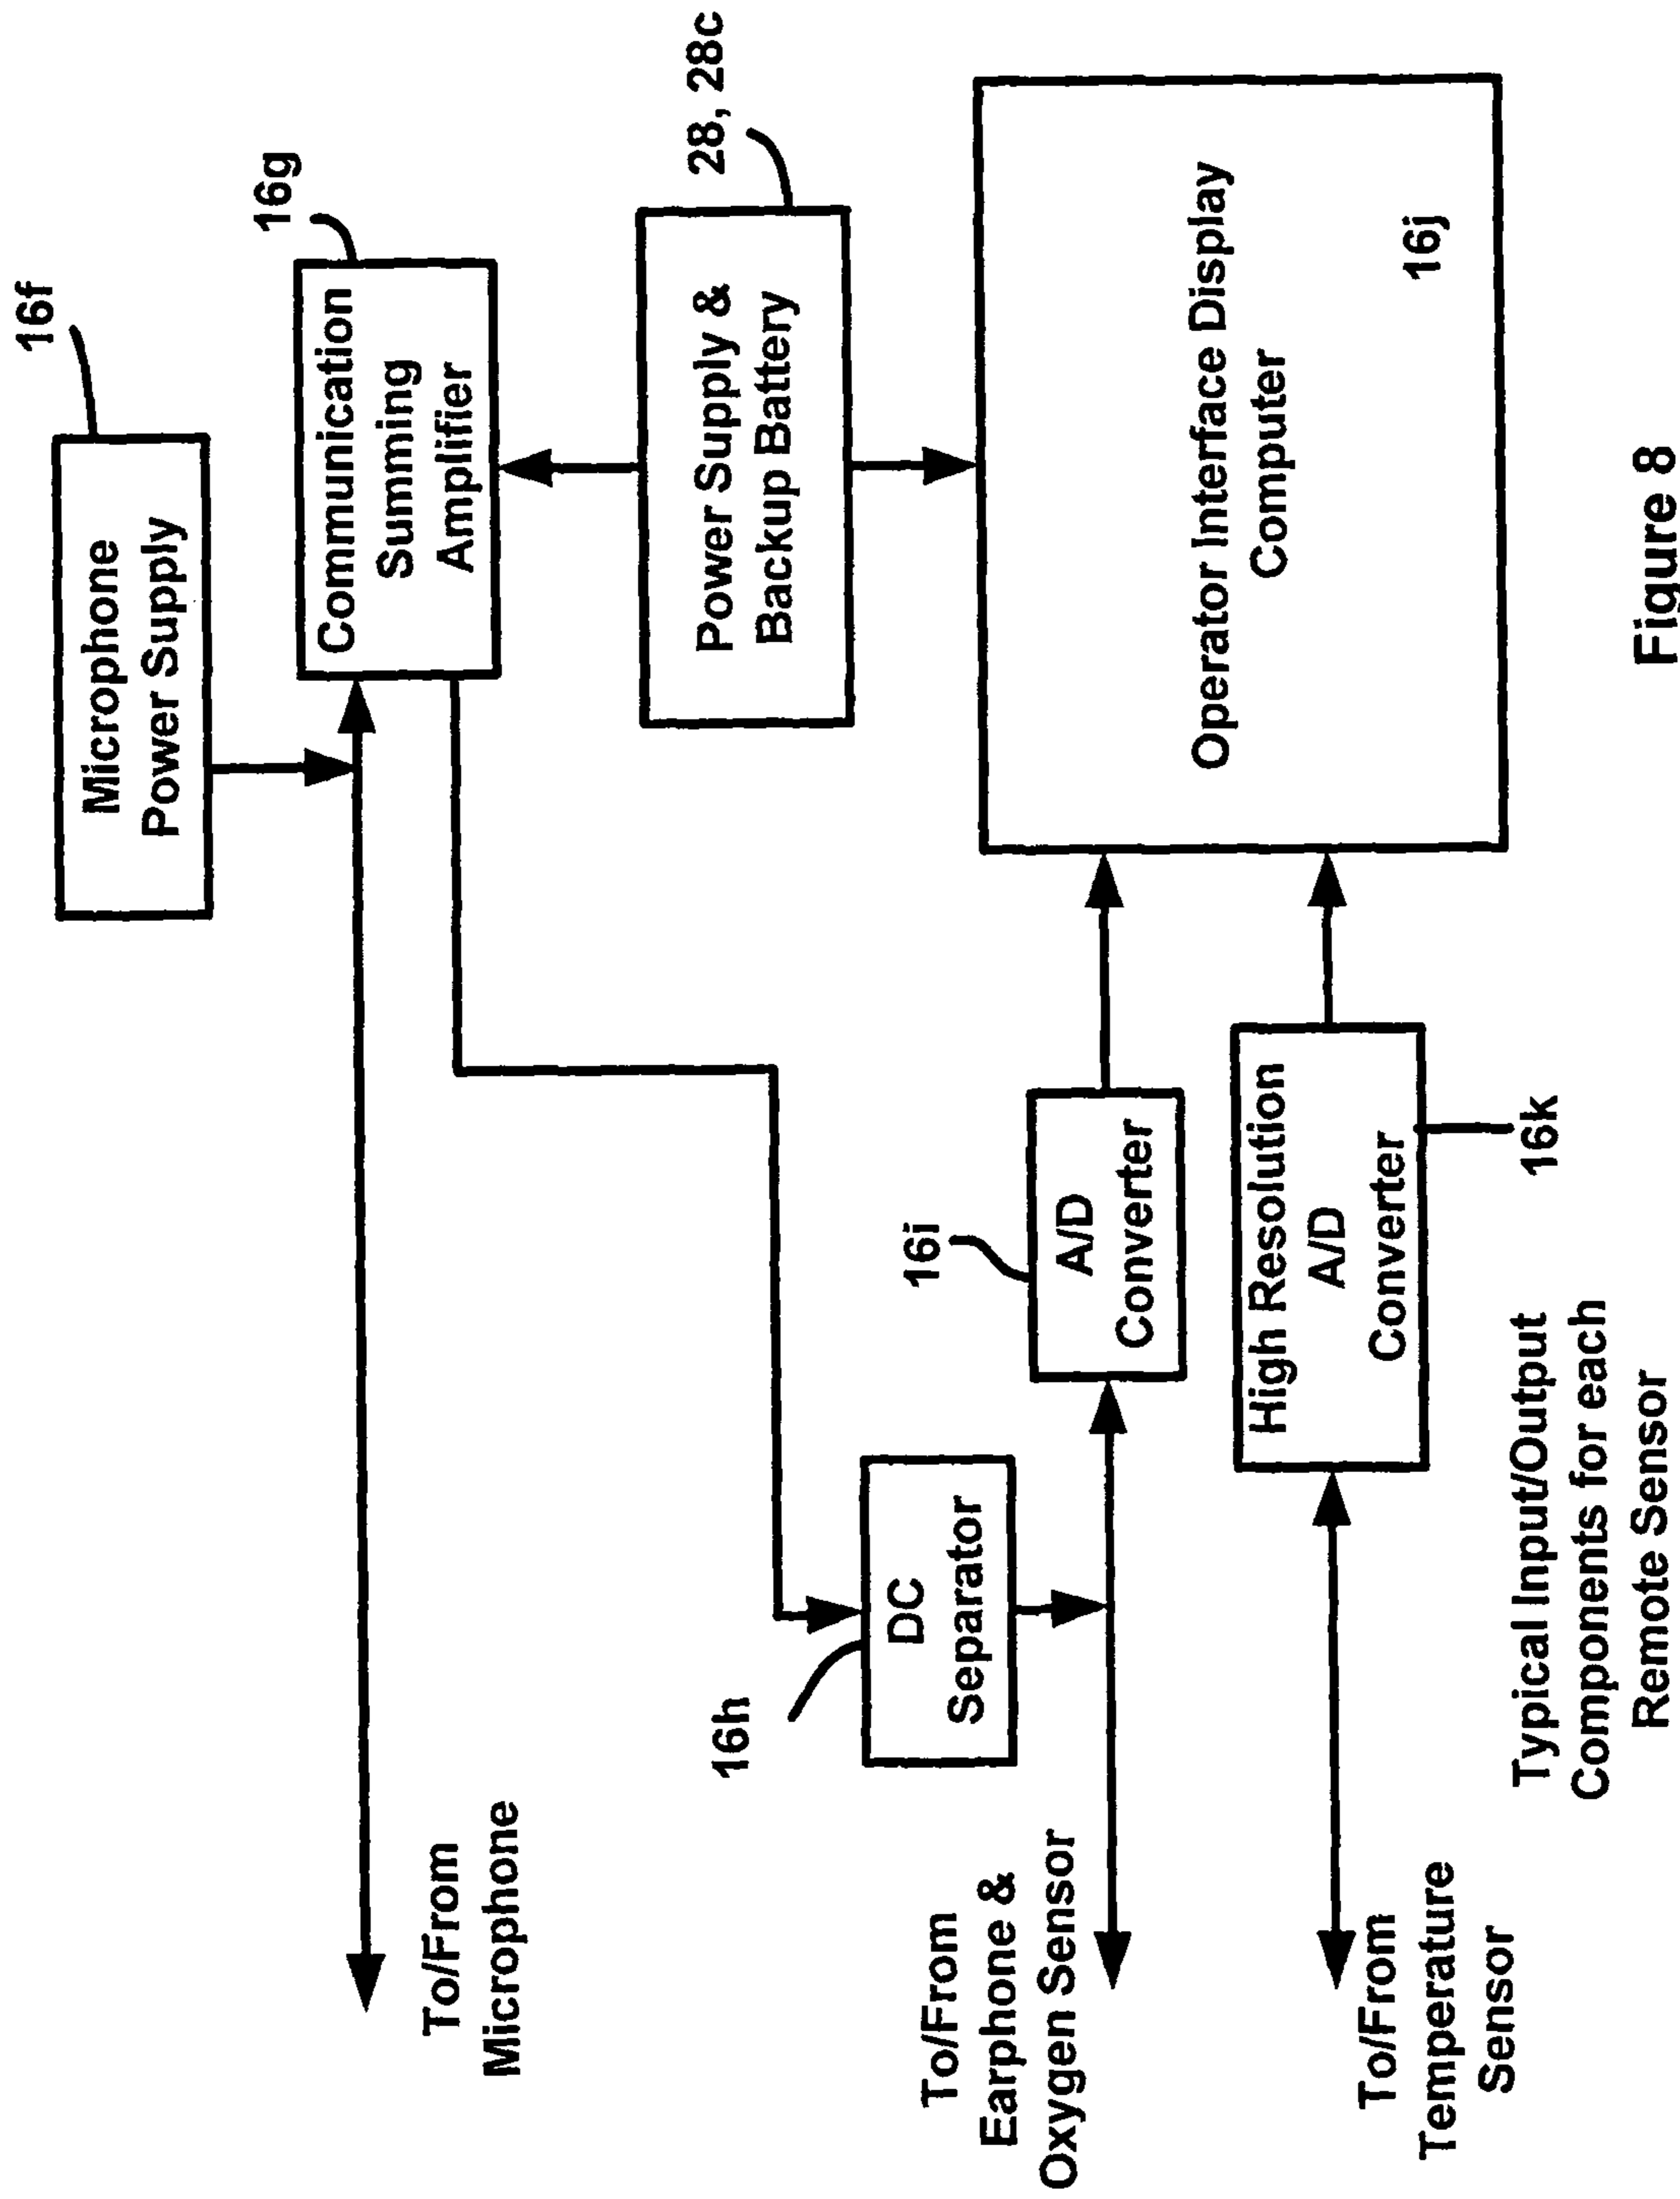 16f
Microphone
Power Supply
16g
Communication
Summing
Amplifier
To/From
Microphone
28, 28c
Power Supply &
Backup Battery
16h
DC
Separator
16i
A/D
Converter
To/From
Earphone &
Oxygen Sensor
Operator Interface Display
Computer
16j
High Resolution
A/D
Converter
16k
To/From
Temperature
Sensor
Typical Input/Output
Components for each
Remote Sensor
Figure 8